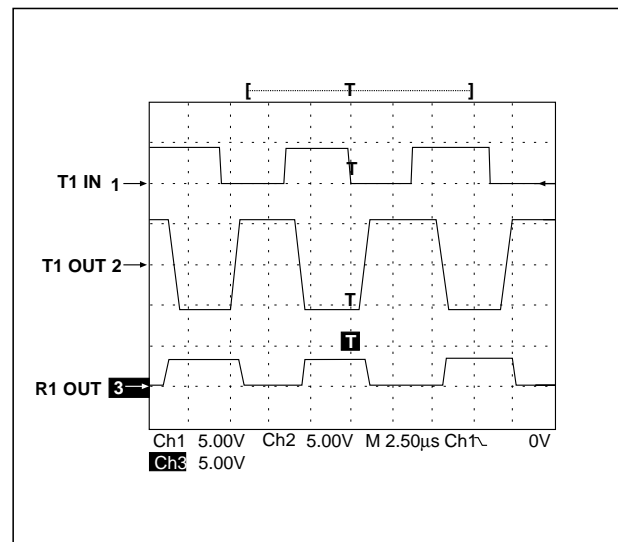 [ T ]
T1 IN 1
T
T1 OUT 2
T
T
R1 OUT 3
Ch1 5.00V Ch2 5.00V M 2.50µs Ch1 0V
Ch3 5.00V